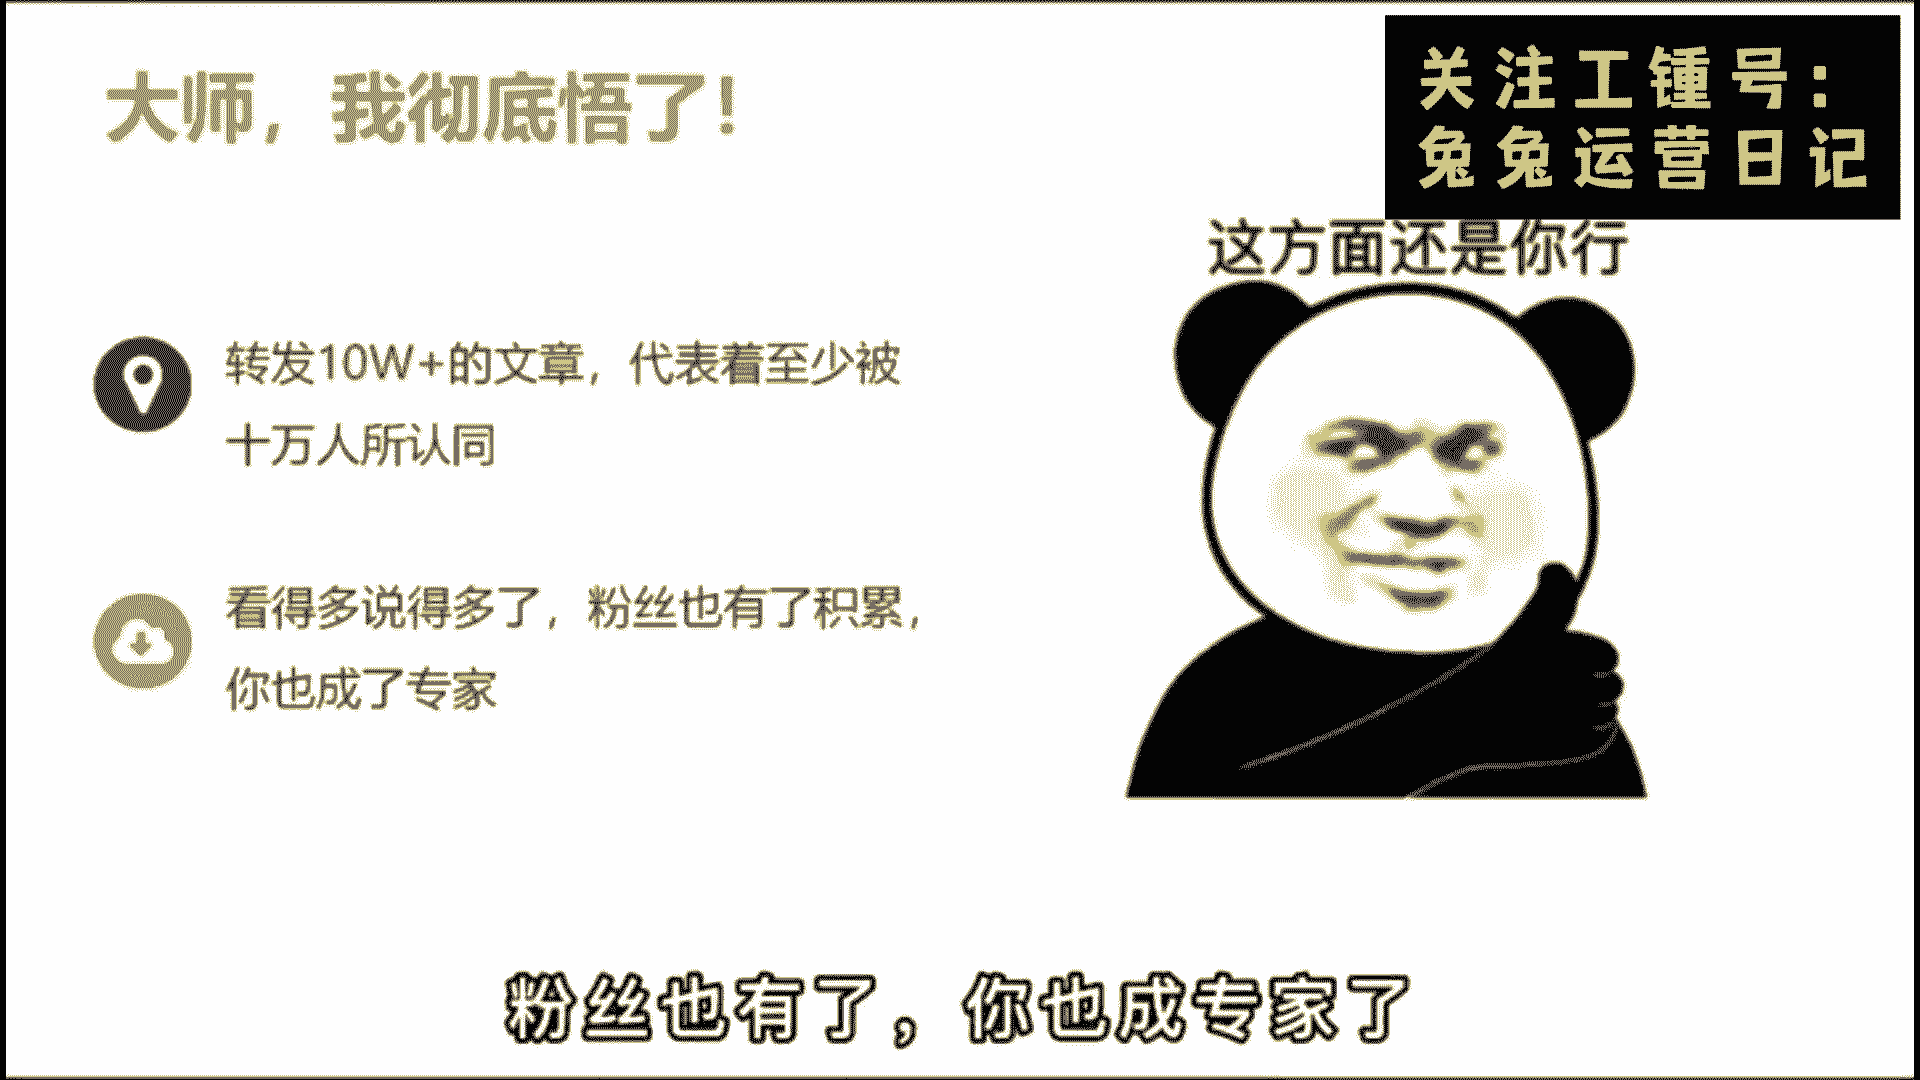 大师，我彻底悟了！
关注工锺号：
兔兔运营日记
这方面还是你行
转发10W+的文章，代表着至少被
十万人所认同
看得多说得多了，粉丝也有了积累，
你也成了专家
粉丝也有了，你也成专家了